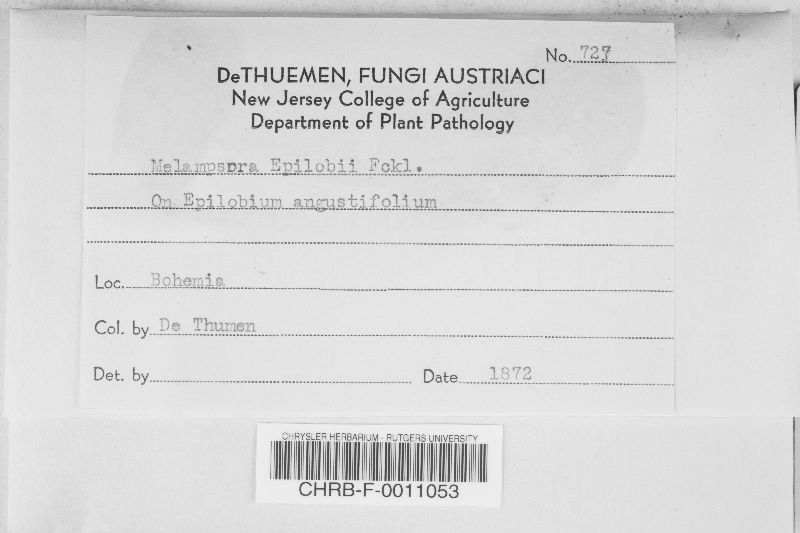 No. 727
DeTHUEMEN, FUNGI AUSTRIACI
New Jersey College of Agriculture
Department of Plant Pathology
Melampsora Epilobii Fckl.
On Epilobium angustifolium
Loc. Bohemia
Col. by De Thumen
Det. by
Date 1872
CHRYSLER HERBARIUM - RUTGERS UNIVERSITY
CHRB-F-0011053